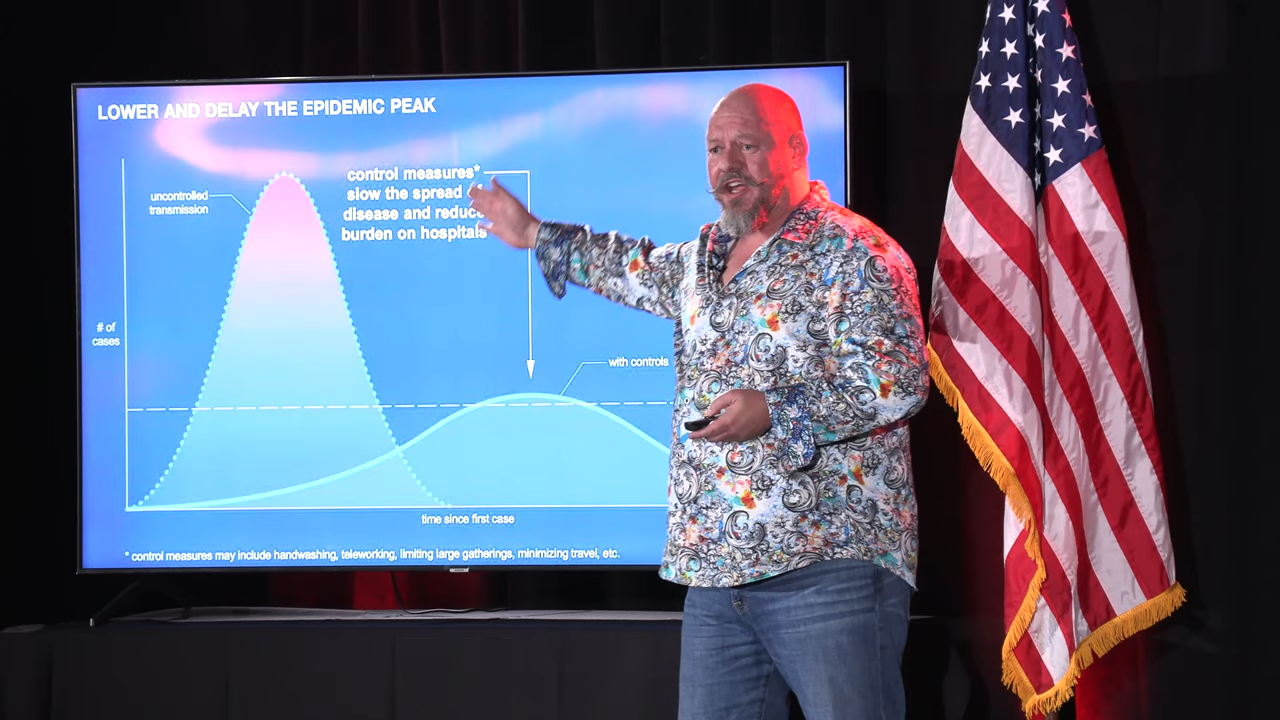 LOWER AND DELAY THE EPIDEMIC PEAK
uncontrolled
transmission
control measures*
slow the spread
disease and reduce
burden on hospitals
# of
cases
with controls
time since first case
* control measures may include handwashing, teleworking, limiting large gatherings, minimizing travel, etc.